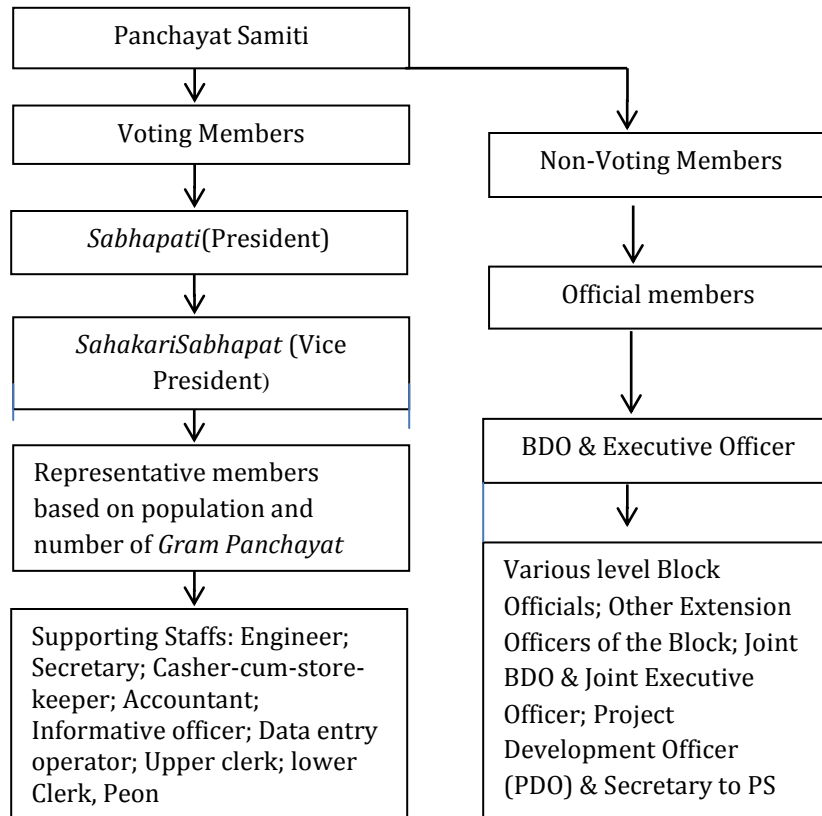 Panchayat Samiti
Voting Members
Sabhapati(President)
SahakariSabhapat (Vice
President)
Representative members
based on population and
number of Gram Panchayat
Supporting Staffs: Engineer;
Secretary; Casher-cum-store-
keeper; Accountant;
Informative officer; Data entry
operator; Upper clerk; lower
Clerk, Peon
Non-Voting Members
Official members
BDO & Executive Officer
Various level Block
Officials; Other Extension
Officers of the Block; Joint
BDO & Joint Executive
Officer; Project
Development Officer
(PDO) & Secretary to PS